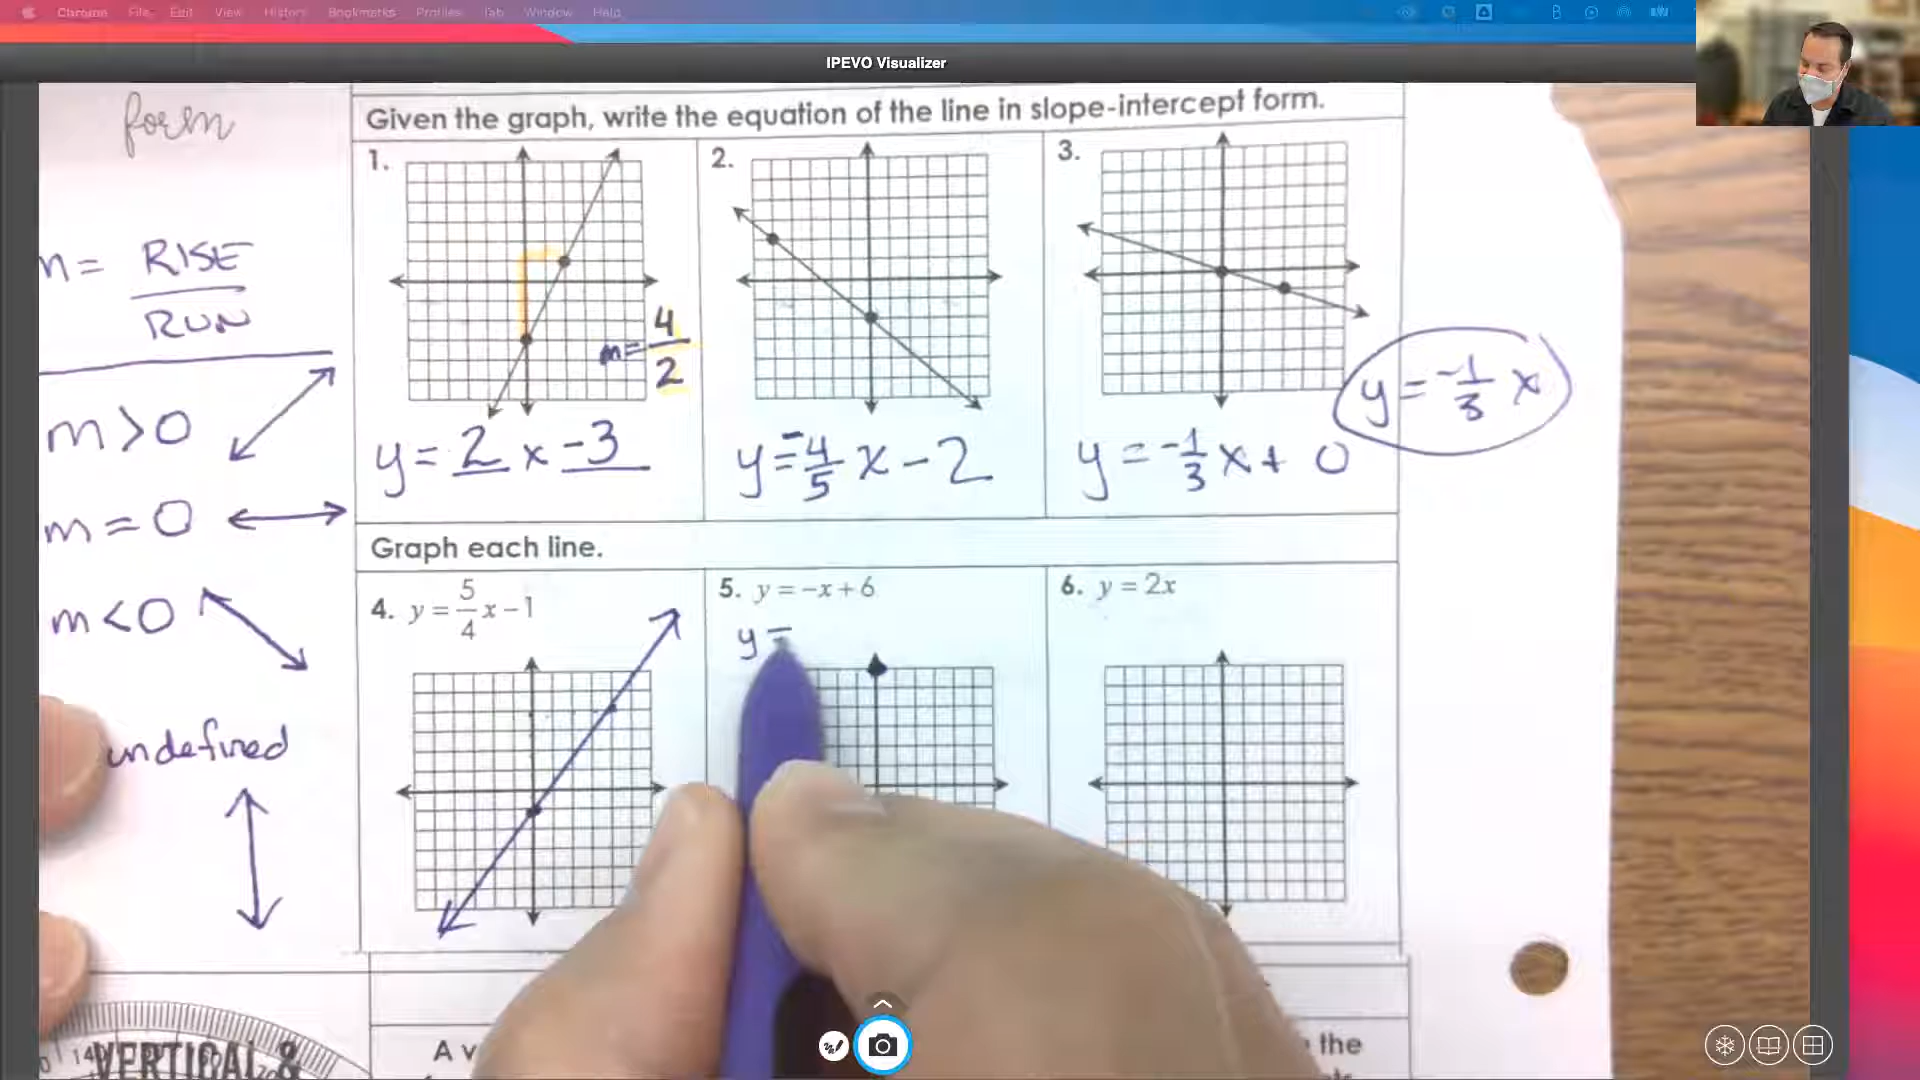 Chrome File Edit View History Bookmarks Profiles Tab Window Help
IPEVO Visualizer
form
= RISE
RUN
m>0
m=0
m<0
undefined
Given the graph, write the equation of the line in slope-intercept form.
1.
m= 4
2
y = 2 x -3
2.
y = -4/5 x - 2
3.
y = -1/3 x + 0
y = -1/3 x
Graph each line.
4. y = 5/4 x - 1
5. y = -x + 6
y =
6. y = 2x
VERTICAL &
A
the